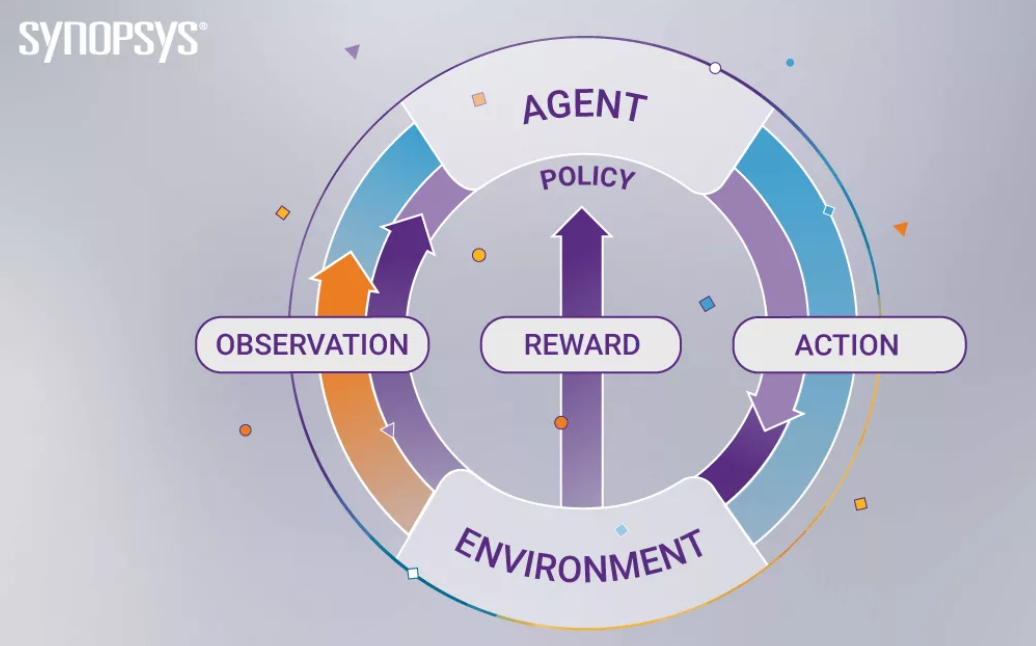 SYNOPSYS®
AGENT
POLICY
OBSERVATION
REWARD
ACTION
ENVIRONMENT